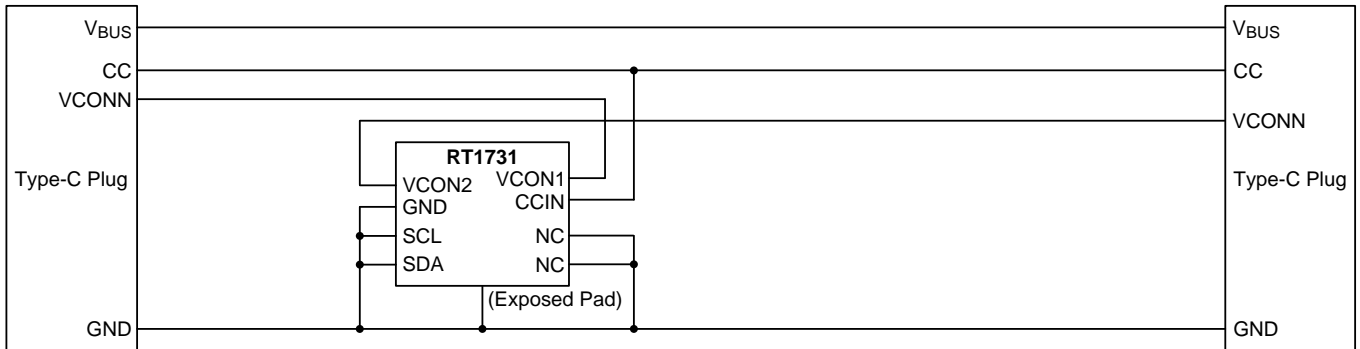 VBUS
VBUS
CC
CC
VCONN
VCONN
RT1731
Type-C Plug
VCON2
VCON1
Type-C Plug
GND
CCIN
SCL
NC
SDA
NC
(Exposed Pad)
GND
GND